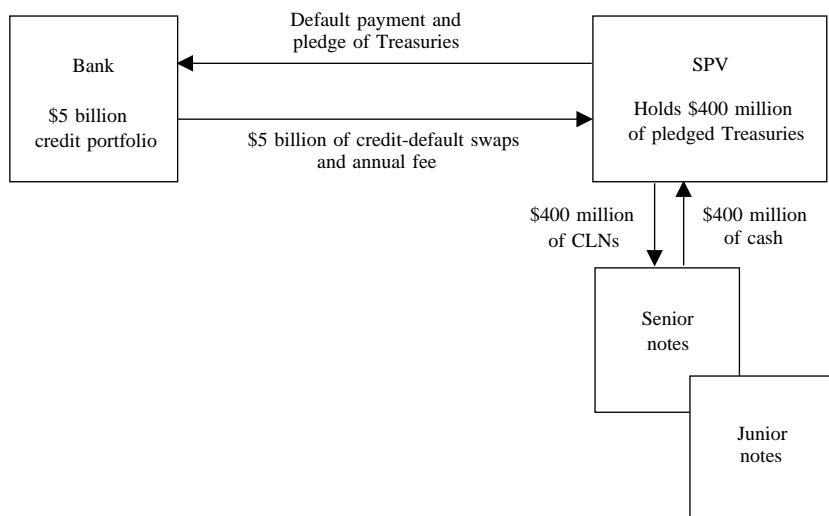 Default payment and
pledge of Treasuries
Bank
$5 billion
credit portfolio
$5 billion of credit-default swaps
and annual fee
SPV
Holds $400 million
of pledged Treasuries
$400 million
of CLNs
$400 million
of cash
Senior
notes
Junior
notes